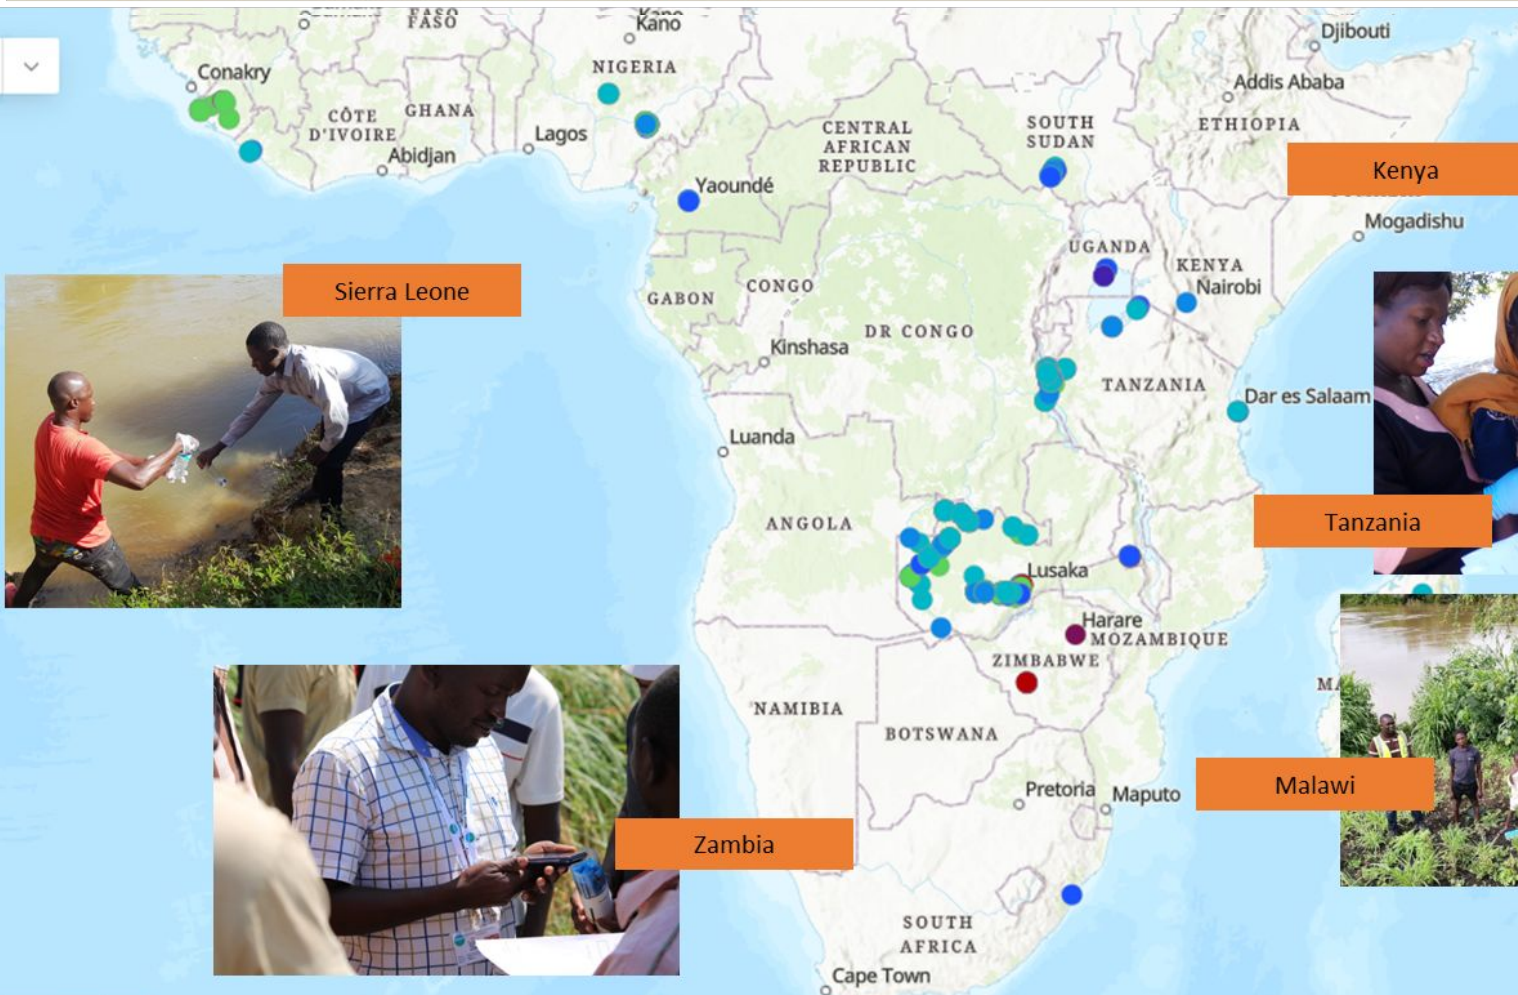 FASO
FASO
Kano
Kano
Djibouti
NIGERIA
Conakry
Addis Ababa
CÔTE
D'IVOIRE
GHANA
Lagos
Abidjan
CENTRAL
AFRICAN
REPUBLIC
SOUTH
SUDAN
ETHIOPIA
Kenya
Yaoundé
Mogadishu
UGANDA
KENYA
Nairobi
GABON
CONGO
Sierra Leone
DR CONGO
Kinshasa
TANZANIA
Dar es Salaam
Luanda
ANGOLA
Tanzania
Lusaka
Harare
MOZAMBIQUE
ZIMBABWE
NAMIBIA
BOTSWANA
Pretoria
Maputo
Malawi
Zambia
SOUTH
AFRICA
Cape Town